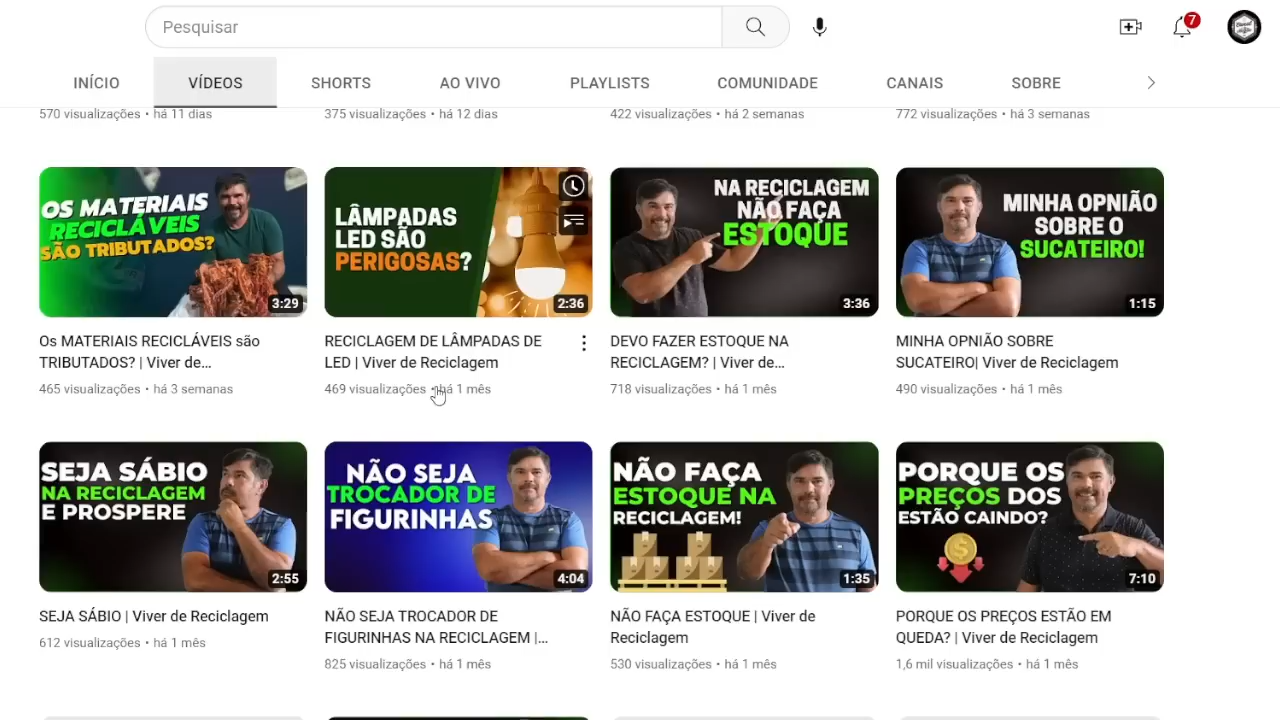 Pesquisar
7
INÍCIO
VÍDEOS
SHORTS
AO VIVO
PLAYLISTS
COMUNIDADE
CANAIS
SOBRE
570 visualizações • há 11 dias
375 visualizações • há 12 dias
422 visualizações • há 2 semanas
772 visualizações • há 3 semanas
OS MATERIAIS
RECICLÁVEIS
SÃO TRIBUTADOS?
3:29
LÂMPADAS
LED SÃO
PERIGOSAS?
2:36
NA RECICLAGEM
NÃO FAÇA
ESTOQUE
3:36
MINHA OPNIÃO
SOBRE O
SUCATEIRO!
1:15
Os MATERIAIS RECICLÁVEIS são
TRIBUTADOS? | Viver de...
465 visualizações • há 3 semanas
RECICLAGEM DE LÂMPADAS DE
LED | Viver de Reciclagem
469 visualizações • há 1 mês
DEVO FAZER ESTOQUE NA
RECICLAGEM? | Viver de...
718 visualizações • há 1 mês
MINHA OPNIÃO SOBRE
SUCATEIRO| Viver de Reciclagem
490 visualizações • há 1 mês
SEJA SÁBIO
NA RECICLAGEM
E PROSPERE
2:55
NÃO SEJA
TROCADOR DE
FIGURINHAS
4:04
NÃO FAÇA
ESTOQUE NA
RECICLAGEM!
1:35
PORQUE OS
PREÇOS DOS
ESTÃO CAINDO?
7:10
SEJA SÁBIO | Viver de Reciclagem
612 visualizações • há 1 mês
NÃO SEJA TROCADOR DE
FIGURINHAS NA RECICLAGEM |...
825 visualizações • há 1 mês
NÃO FAÇA ESTOQUE | Viver de
Reciclagem
530 visualizações • há 1 mês
PORQUE OS PREÇOS ESTÃO EM
QUEDA? | Viver de Reciclagem
1,6 mil visualizações • há 1 mês